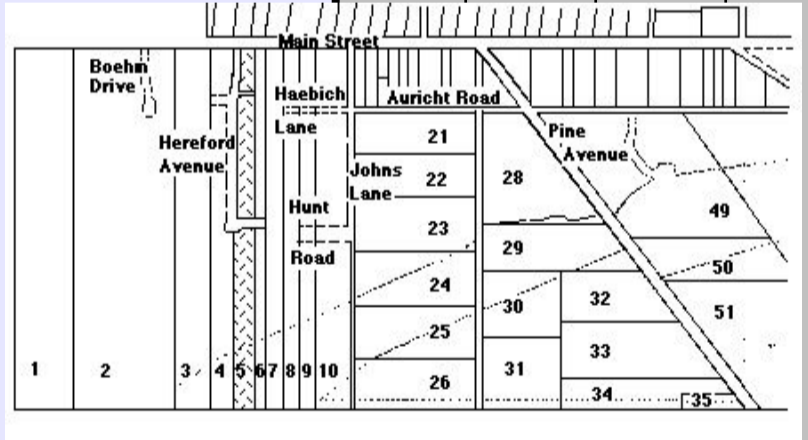 Main Street
Boehm
Drive
Haebich
Lane
Auricht Road
Hereford
Avenue
Johns
Lane
Hunt
Road
Pine
Avenue
21
22
23
24
25
26
28
29
30
31
32
33
34
35
49
50
51
1
2
3
4
5
6
7
8
9
10